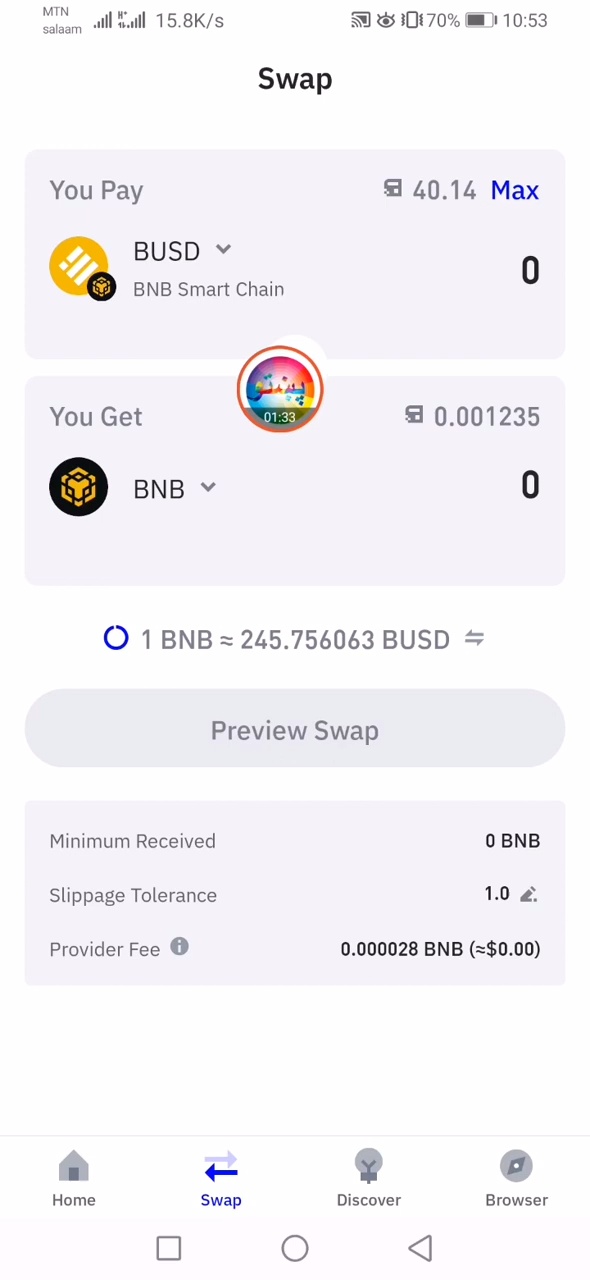 MTN
salaam
15.8K/s
70%
10:53
Swap
You Pay
40.14 Max
BUSD
BNB Smart Chain
0
پښتو
01:33
You Get
0.001235
BNB
0
1 BNB ≈ 245.756063 BUSD
Preview Swap
Minimum Received
0 BNB
Slippage Tolerance
1.0
Provider Fee
0.000028 BNB (≈$0.00)
Home
Swap
Discover
Browser